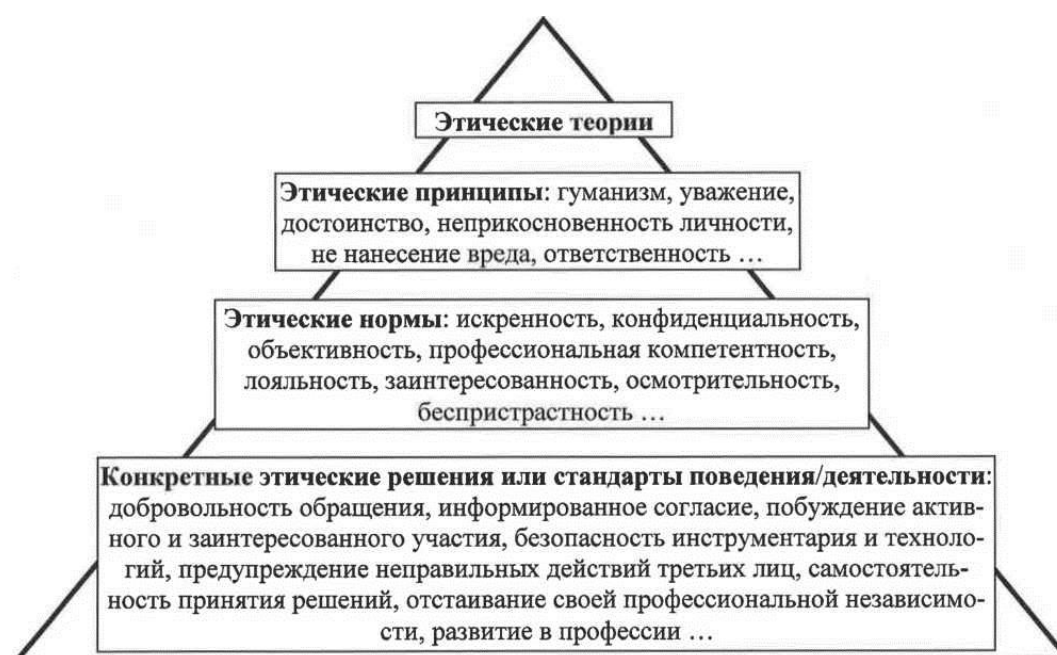 Этические теории
Этические принципы: гуманизм, уважение,
достоинство, неприкосновенность личности,
не нанесение вреда, ответственность …
Этические нормы: искренность, конфиденциальность,
объективность, профессиональная компетентность,
лояльность, заинтересованность, осмотрительность,
беспристрастность …
Конкретные этические решения или стандарты поведения/деятельности:
добровольность обращения, информированное согласие, побуждение актив-
ного и заинтересованного участия, безопасность инструментария и техноло-
гий, предупреждение неправильных действий третьих лиц, самостоятель-
ность принятия решений, отстаивание своей профессиональной независимо-
сти, развитие в профессии …